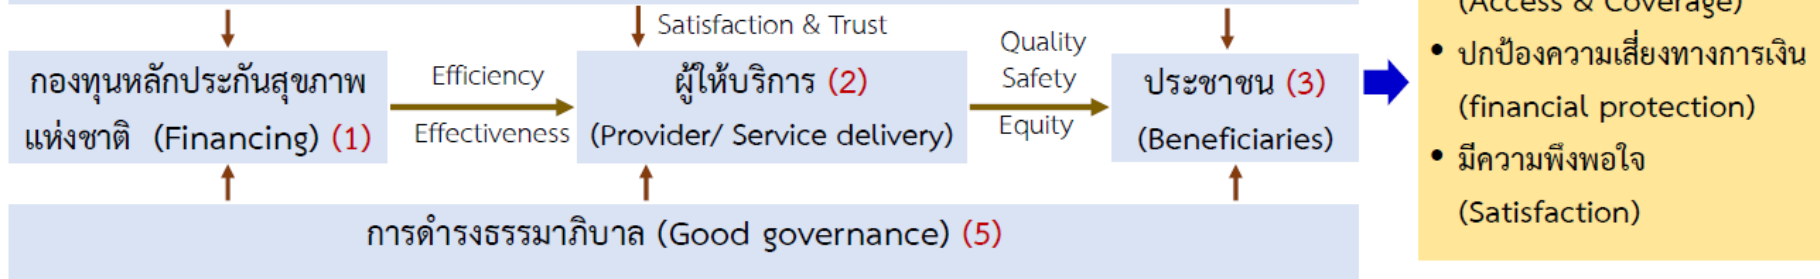 Satisfaction & Trust
กองทุนหลักประกันสุขภาพ
แห่งชาติ (Financing) (1)
Efficiency
Effectiveness
ผู้ให้บริการ (2)
(Provider/ Service delivery)
Quality
Safety
Equity
ประชาชน (3)
(Beneficiaries)
(Access & Coverage)
• ปกป้องความเสี่ยงทางการเงิน
(financial protection)
• มีความพึงพอใจ
(Satisfaction)
การดำรงธรรมาภิบาล (Good governance) (5)